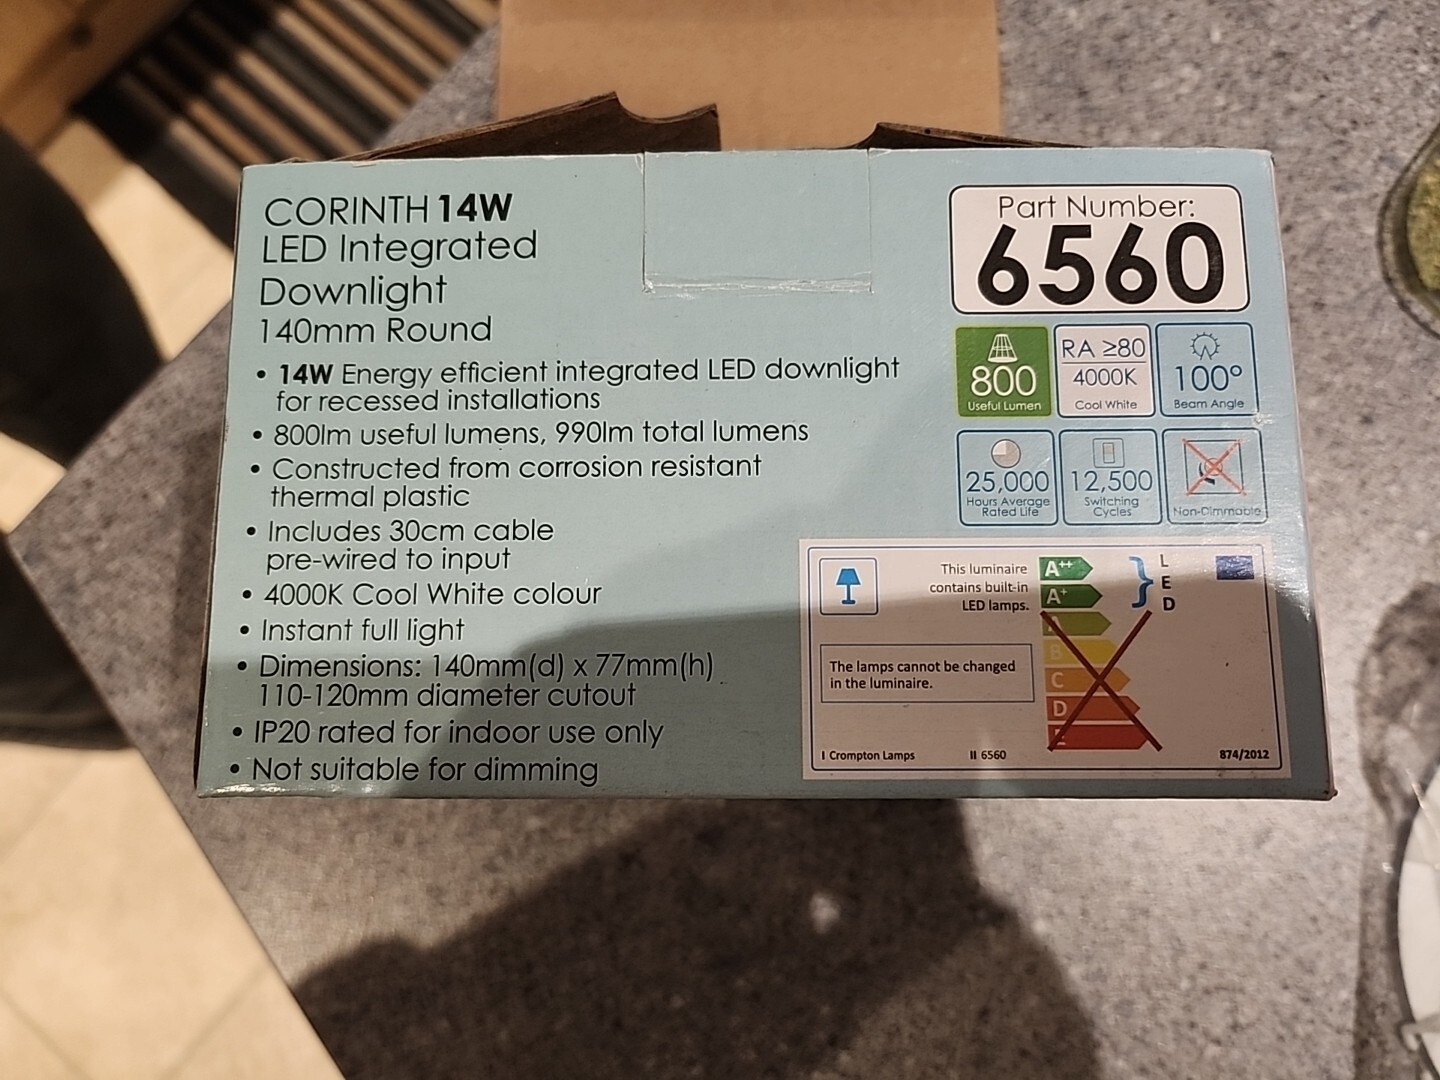 CORINTH 14W
LED Integrated
Downlight
140mm Round
• 14W Energy efficient integrated LED downlight
for recessed installations
• 800lm useful lumens, 990lm total lumens
• Constructed from corrosion resistant
thermal plastic
• Includes 30cm cable
pre-wired to input
• 4000K Cool White colour
• Instant full light
• Dimensions: 140mm(d) x 77mm(h)
110-120mm diameter cutout
• IP20 rated for indoor use only
• Not suitable for dimming
Part Number:
6560
800
Useful Lumen
RA ≥80
4000K
Cool White
100°
Beam Angle
25,000
Hours Average
Rated Life
12,500
Switching
Cycles
Non-Dimmable
This luminaire
contains built-in
LED lamps.
The lamps cannot be changed
in the luminaire.
A++
A+
A
B
C
D
E
L
E
D
I Crompton Lamps
II 6560
874/2012